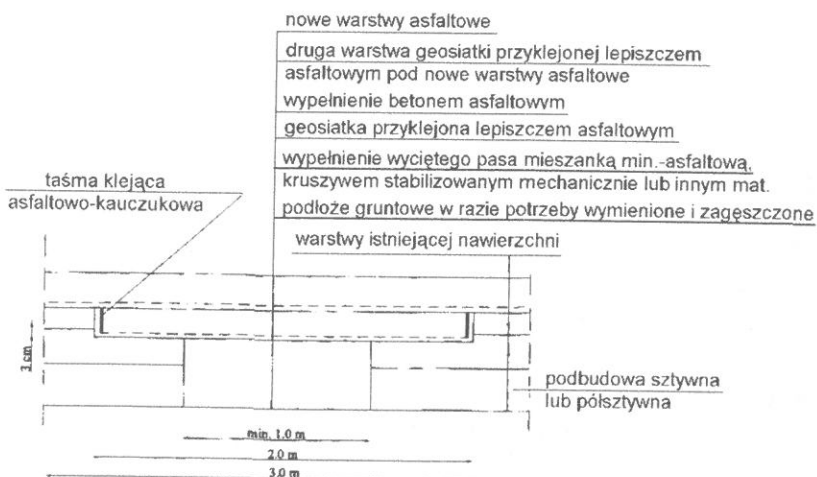 nowe warstwy asfaltowe
druga warstwa geosiatki przyklejonej lepiszczem
asfaltowym pod nowe warstwy asfaltowe
wypełnienie betonem asfaltowym
geosiatka przyklejona lepiszczem asfaltowym
wypełnienie wyciętego pasa mieszanką min.-asfaltową,
kruszywem stabilizowanym mechanicznie lub innym mat.
podłoże gruntowe w razie potrzeby wymienione i zagęszczone
warstwy istniejącej nawierzchni
taśma klejąca
asfaltowo-kauczukowa
3 cm
podbudowa sztywna
lub półsztywna
min. 1.0 m
2.0 m
3.0 m